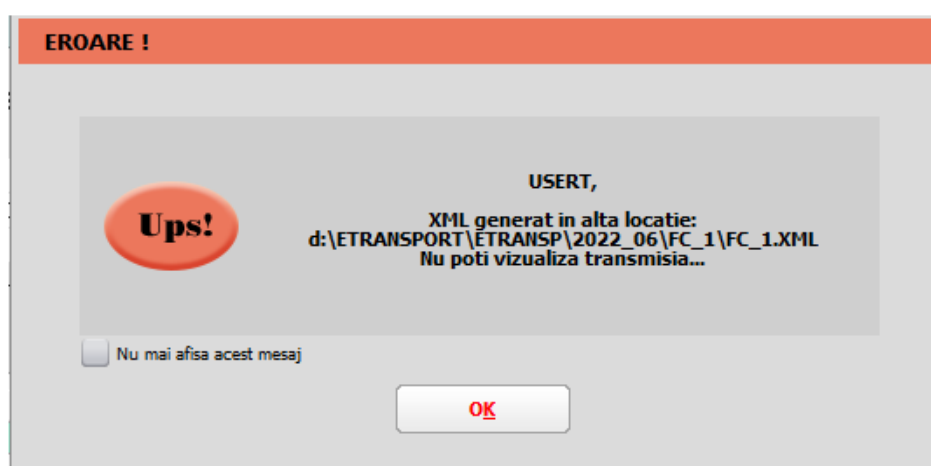 EROARE !
USERT,
Ups!
XML generat in alta locatie:
d:\ETRANSPORT\ETRANSP\2022_06\FC_1\FC_1.XML
Nu poti vizualiza transmisia...
Nu mai afisa acest mesaj
OK